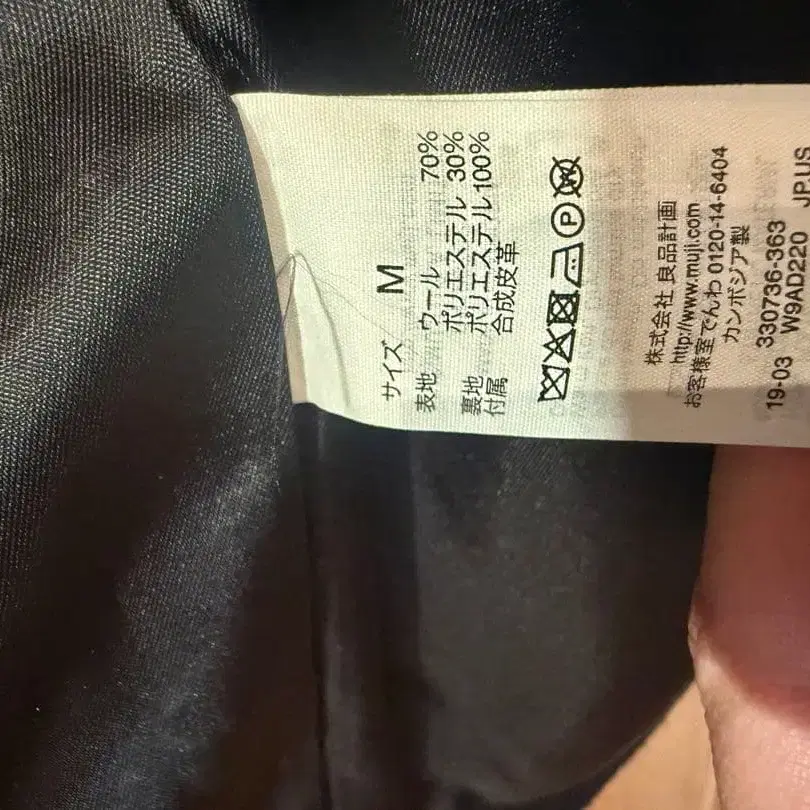 サイズ M
表地 ウール 70%
ポリエステル 30%
裏地 ポリエステル 100%
付属 合成皮革
P
W
株式会社 良品計画
http://www.muji.com
お客様室でんわ 0120-14-6404
カンボジア製
19-03 330736-363
W9AD220 JP.US